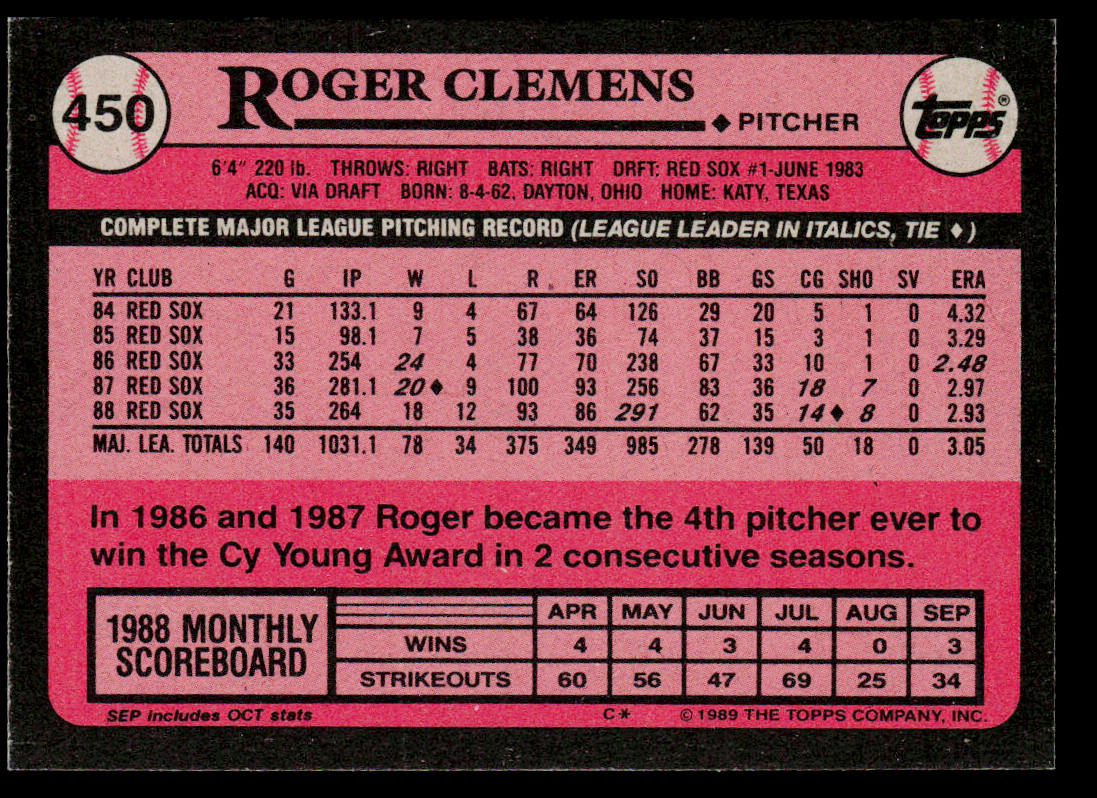 450
ROGER CLEMENS
♦ PITCHER
topps®
6'4" 220 lb. THROWS: RIGHT BATS: RIGHT DRFT: RED SOX #1-JUNE 1983
ACQ: VIA DRAFT BORN: 8-4-62, DAYTON, OHIO HOME: KATY, TEXAS
COMPLETE MAJOR LEAGUE PITCHING RECORD (LEAGUE LEADER IN ITALICS, TIE ♦)
YR CLUB G IP W L R ER SO BB GS CG SHO SV ERA
84 RED SOX 21 133.1 9 4 67 64 126 29 20 5 1 0 4.32
85 RED SOX 15 98.1 7 5 38 36 74 37 15 3 1 0 3.29
86 RED SOX 33 254 24 4 77 70 238 67 33 10 1 0 2.48
87 RED SOX 36 281.1 20♦ 9 100 93 256 83 36 18 7 0 2.97
88 RED SOX 35 264 18 12 93 86 291 62 35 14♦ 8 0 2.93
MAJ. LEA. TOTALS 140 1031.1 78 34 375 349 985 278 139 50 18 0 3.05
In 1986 and 1987 Roger became the 4th pitcher ever to
win the Cy Young Award in 2 consecutive seasons.
1988 MONTHLY
SCOREBOARD
APR MAY JUN JUL AUG SEP
WINS 4 4 3 4 0 3
STRIKEOUTS 60 56 47 69 25 34
SEP includes OCT stats
C* © 1989 THE TOPPS COMPANY, INC.